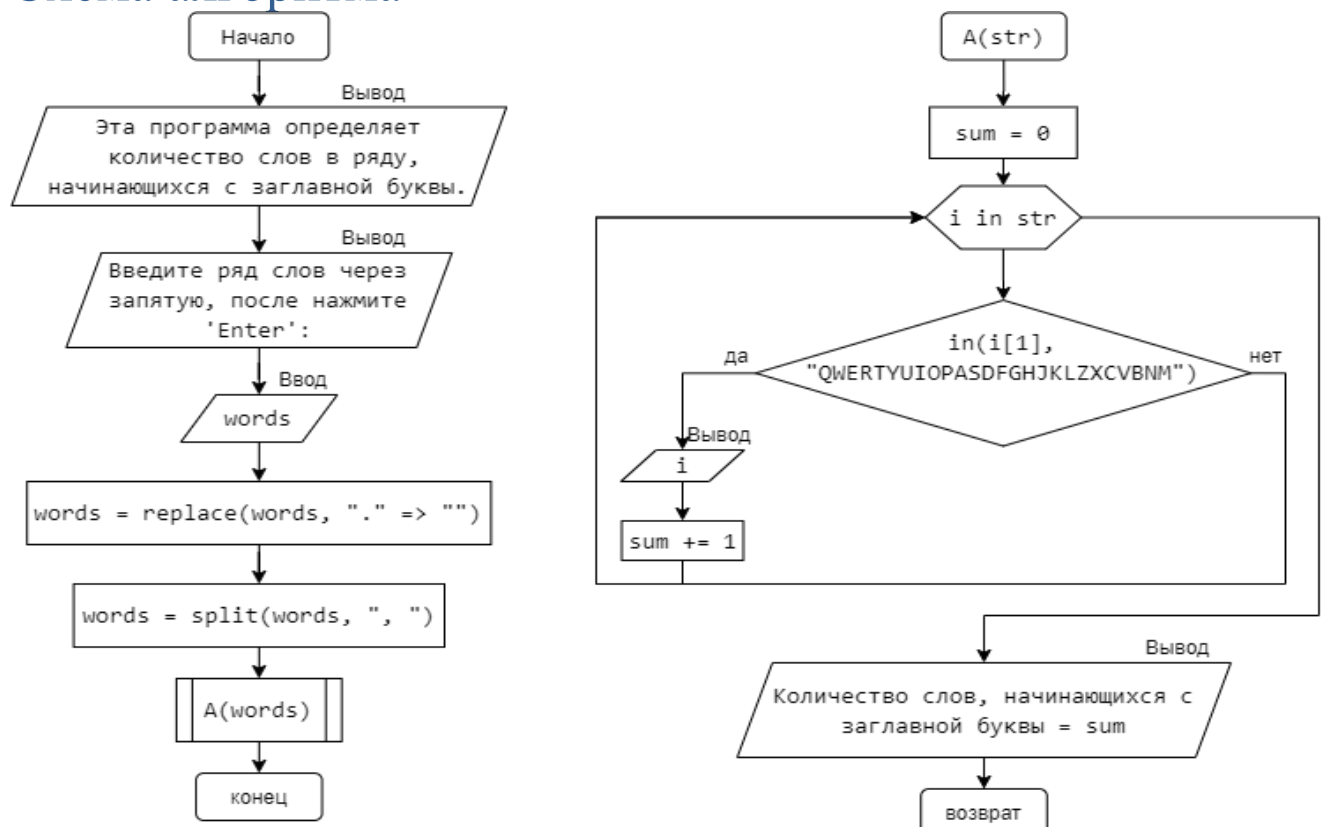 Начало
Вывод
Эта программа определяет
количество слов в ряду,
начинающихся с заглавной буквы.
Вывод
Введите ряд слов через
запятую, после нажмите
'Enter':
Ввод
words
words = replace(words, "." => "")
words = split(words, ", ")
A(words)
конец
A(str)
sum = 0
i in str
in(i[1],
"QWERTYUIOPASDFGHJKLZXCVBNM")
да
нет
Вывод
i
sum += 1
Вывод
Количество слов, начинающихся с
заглавной буквы = sum
возврат